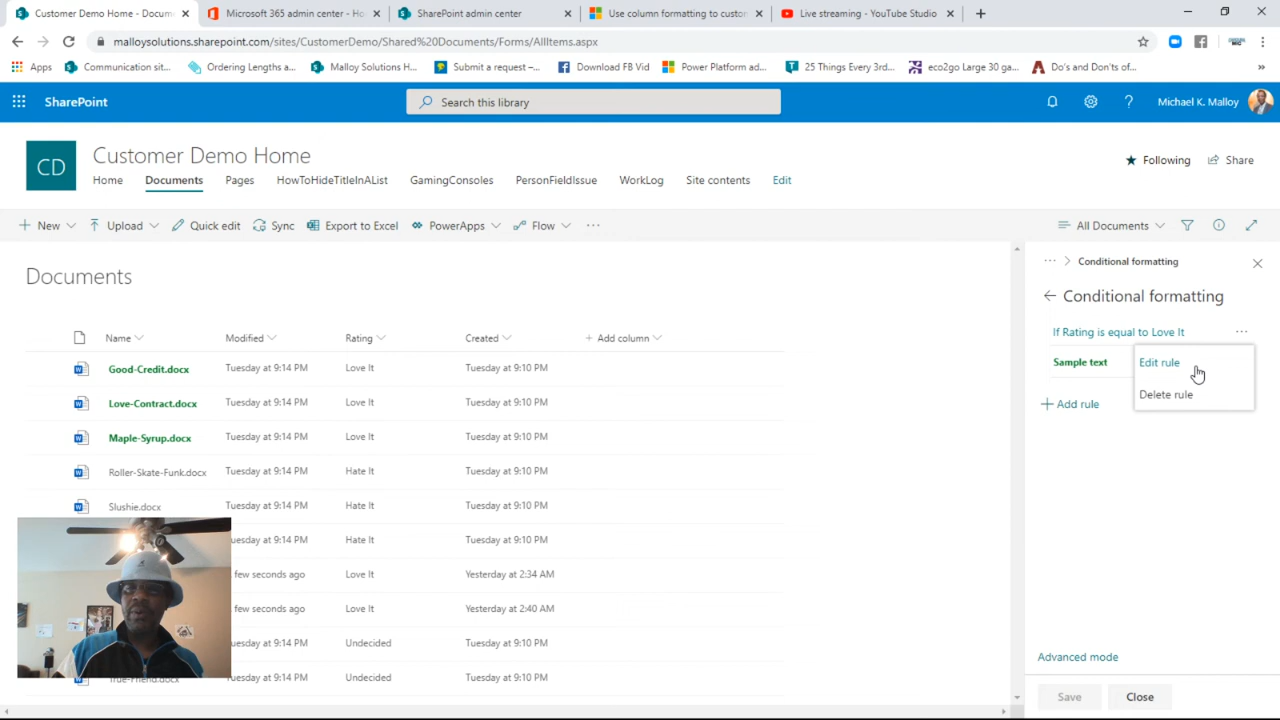 Customer Demo - Documents - D
Microsoft 365 admin center - Ho
SharePoint admin center
Use column formatting to custor
Live streaming - YouTube Studio
malloysolutions.sharepoint.com/sites/CustomerDemo/Shared%20Documents/Forms/AllItems.aspx
Apps
Communication sit...
Ordering Lengths a...
Malloy Solutions H...
Submit a request –...
Download FB Vid
Power Platform ad...
25 Things Every 3rd...
eco2go Large 30 ga...
Do's and Don'ts of...
SharePoint
Search this library
Michael K. Malloy
CD
Customer Demo Home
Following
Share
Home
Documents
Pages
HowToHideTitleInAList
GamingConsoles
PersonFieldIssue
WorkLog
Site contents
Edit
New
Upload
Quick edit
Sync
Export to Excel
PowerApps
Flow
All Documents
Documents
Name
Modified
Rating
Created
Add column
Good-Credit.docx Tuesday at 9:14 PM Love It Tuesday at 9:10 PM
Love-Contract.docx Tuesday at 9:14 PM Love It Tuesday at 9:10 PM
Maple-Syrup.docx Tuesday at 9:14 PM Love It Tuesday at 9:10 PM
Roller-Skate-Funk.docx Tuesday at 9:14 PM Hate It Tuesday at 9:10 PM
Slushie.docx Tuesday at 9:14 PM Hate It Tuesday at 9:10 PM
uesday at 9:14 PM Hate It Tuesday at 9:10 PM
few seconds ago Love It Yesterday at 2:34 AM
few seconds ago Love It Yesterday at 2:40 AM
uesday at 9:14 PM Undecided Tuesday at 9:10 PM
True-Friend.docx Tuesday at 9:14 PM Undecided Tuesday at 9:10 PM
Conditional formatting
Conditional formatting
If Rating is equal to Love It
Sample text
Edit rule
Delete rule
Add rule
Advanced mode
Save
Close